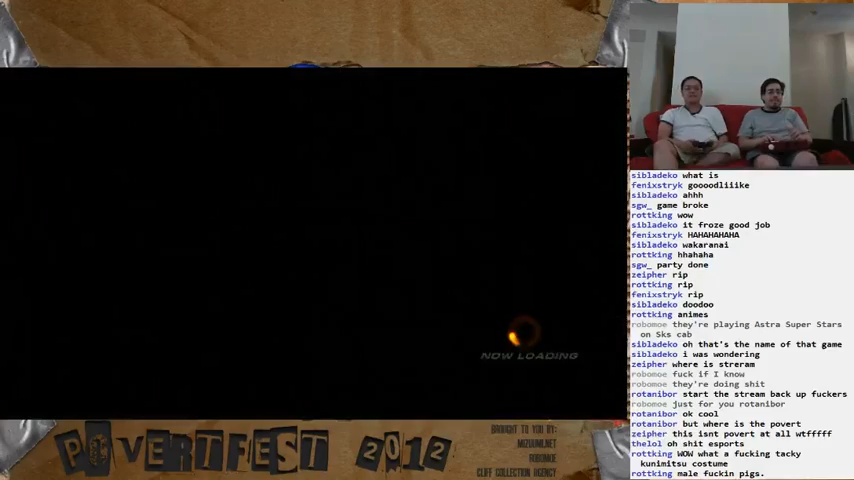 sibladeko what is
fenixstryk goooodliiike
sibladeko ahhh
sgw_ game broke
rottking wow
sibladeko it froze good job
fenixstryk HAHAHAHAHA
sibladeko wakaranai
rottking hhahaha
sgw_ party done
zeipher rip
rottking rip
fenixstryk rip
sibladeko doodoo
rottking animes
robomoe they're playing Astra Super Stars
on Sks cab
sibladeko oh that's the name of that game
sibladeko i was wondering
zeipher where is streram
robomoe fuck if I know
robomoe they're doing shit
rotanibor start the stream back up fuckers
robomoe just for you rotanibor
rotanibor ok cool
rotanibor but where is the povert
zeipher this isnt povert at all wtfffff
thelol oh shit esports
rottking WOW what a fucking tacky
kunimitsu costume
rottking male fuckin pigs.
NOW LOADING
POVERTFEST 2012
BROUGHT TO YOU BY:
MIZUUMI.NET
ROBOMOE
CLIFF COLLECTION AGENCY